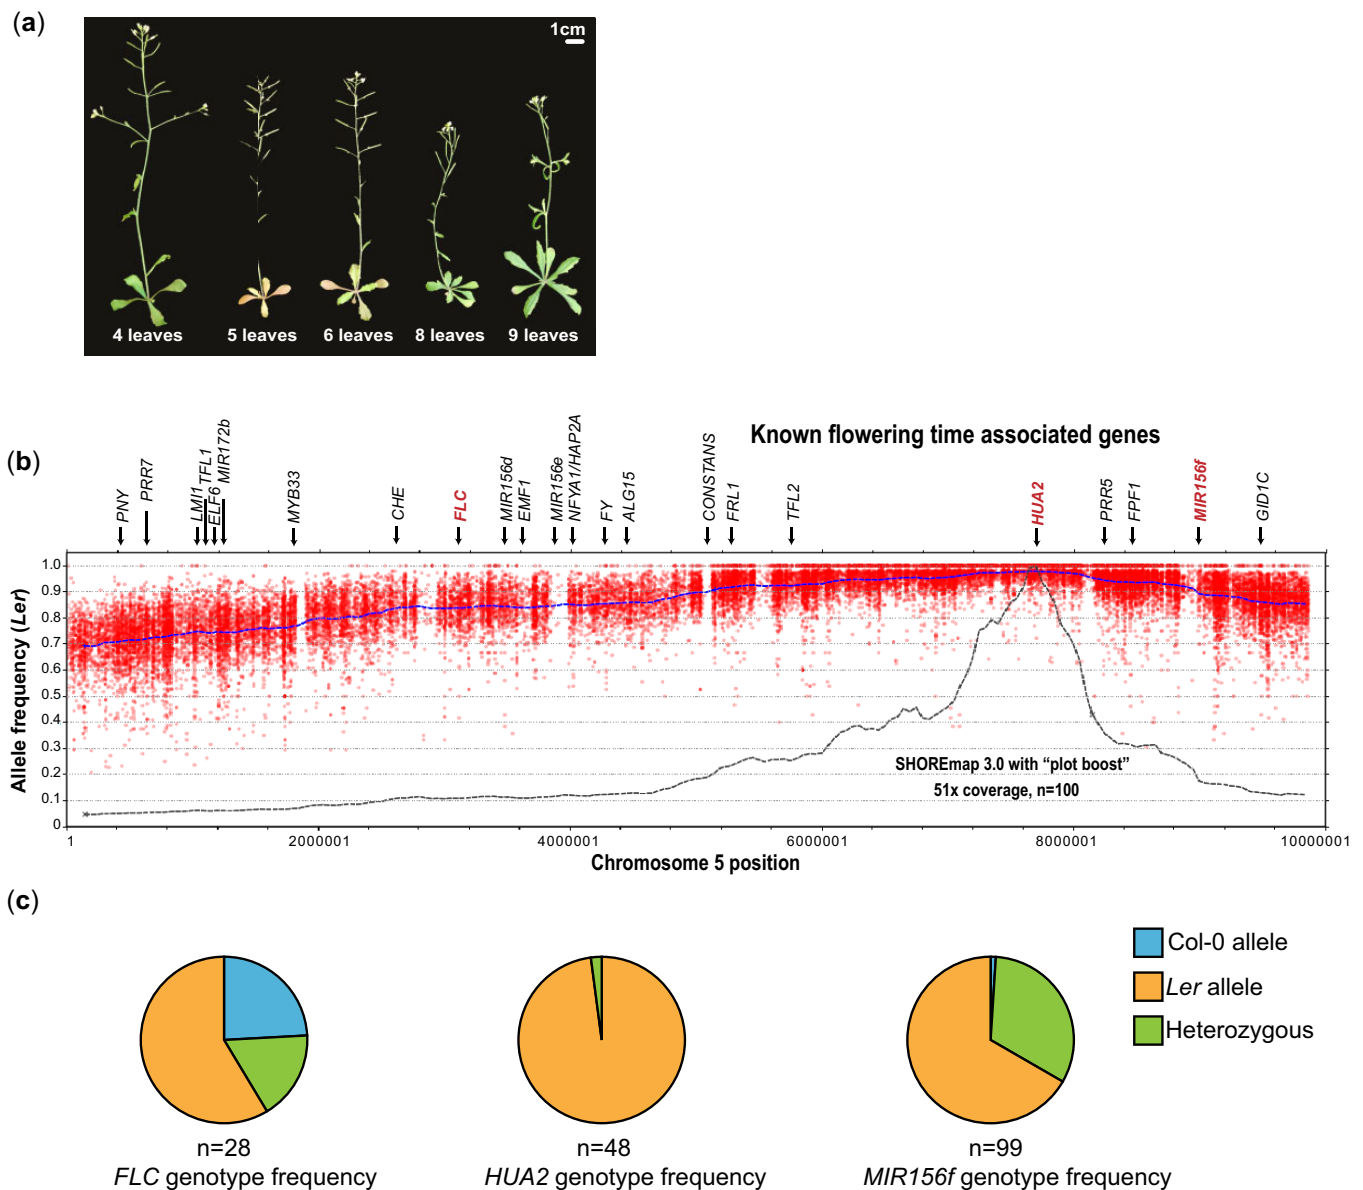 (a)
1cm
4 leaves
5 leaves
6 leaves
8 leaves
9 leaves
(b)
Known flowering time associated genes
PNY
PRR7
LMI1
TFL1
ELF6
MIR172b
MYB33
CHE
FLC
MIR156d
EMF1
MIR156e
NFYA1/HAP2A
FY
ALG15
CONSTANS
FRL1
TFL2
HUA2
PRR5
FPF1
MIR156f
GID1C
Allele frequency (Ler)
1.0
0.9
0.8
0.7
0.6
0.5
0.4
0.3
0.2
0.1
0
SHOREmap 3.0 with “plot boost”
51x coverage, n=100
1
2000001
4000001
6000001
8000001
10000001
Chromosome 5 position
(c)
Col-0 allele
Ler allele
Heterozygous
n=28
FLC genotype frequency
n=48
HUA2 genotype frequency
n=99
MIR156f genotype frequency